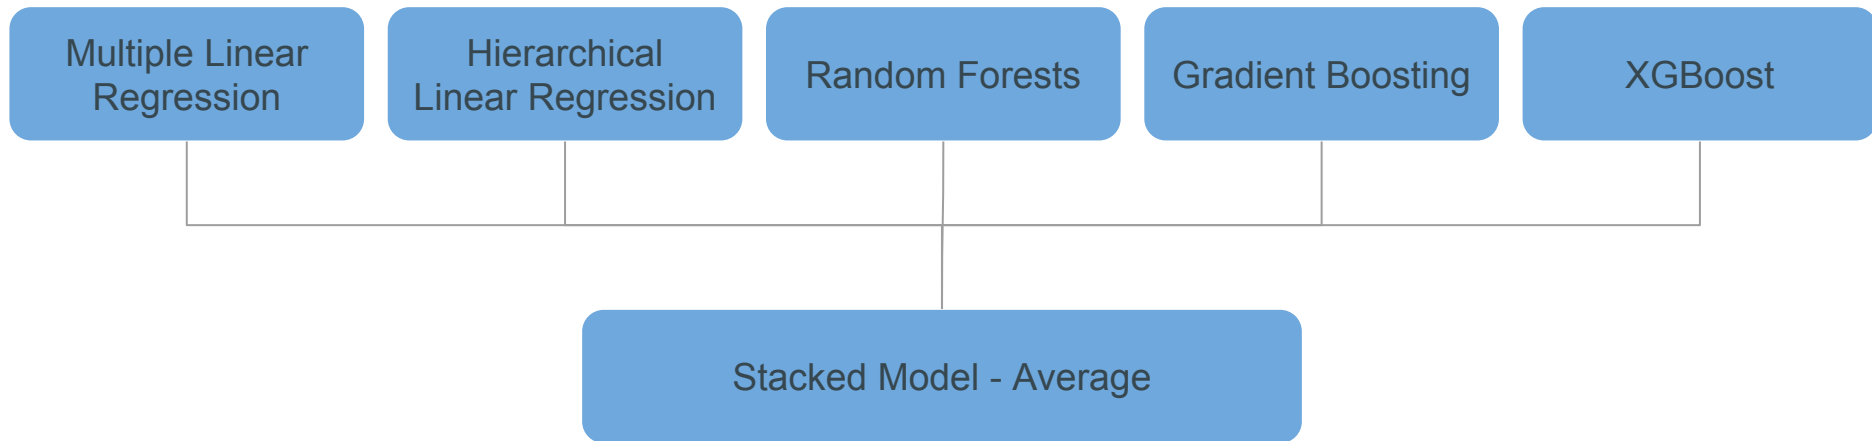 Multiple Linear
Regression
Hierarchical
Linear Regression
Random Forests
Gradient Boosting
XGBoost
Stacked Model - Average